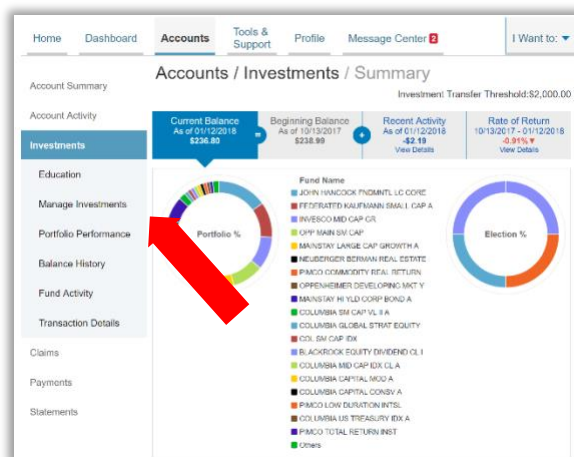 Home Dashboard Accounts Tools & Support Profile Message Center 2 I Want to:
Accounts / Investments / Summary
Investment Transfer Threshold:$2,000.00
Account Summary
Account Activity
Investments
Education
Manage Investments
Portfolio Performance
Balance History
Fund Activity
Transaction Details
Claims
Payments
Statements
Current Balance
As of 01/12/2018
$236.80
=
Beginning Balance
As of 10/13/2017
$238.99
+
Recent Activity
As of 01/12/2018
-$2.19
View Details
Rate of Return
10/13/2017 - 01/12/2018
-0.91%
View Details
Portfolio %
Fund Name
JOHN HANCOCK FNDMNTL LC CORE
FEDERATED KAUFMANN SMALL CAP A
INVESCO MID CAP GR
OPP MAIN SV CAP
MAINSTAY LARGE CAP GROWTH A
NEUBERGER BERMAN REAL ESTATE
PIMCO COMMODITY REAL RETURN
OPPENHEIMER DEVELOPING MKT Y
MAINSTAY HI YLD CORP BOND A
COLUMBIA SM CAP VL II A
COLUMBIA GLOBAL STRAT EQUITY
COL SM CAP IDX
BLACKROCK EQUITY DIVIDEND CL I
COLUMBIA MID CAP IDX CL A
COLUMBIA CAPITAL MOD A
COLUMBIA CAPITAL CONSV A
PIMCO LOW DURATION INTSL
COLUMBIA US TREASURY IDX A
PIMCO TOTAL RETURN INST
Others
Election %